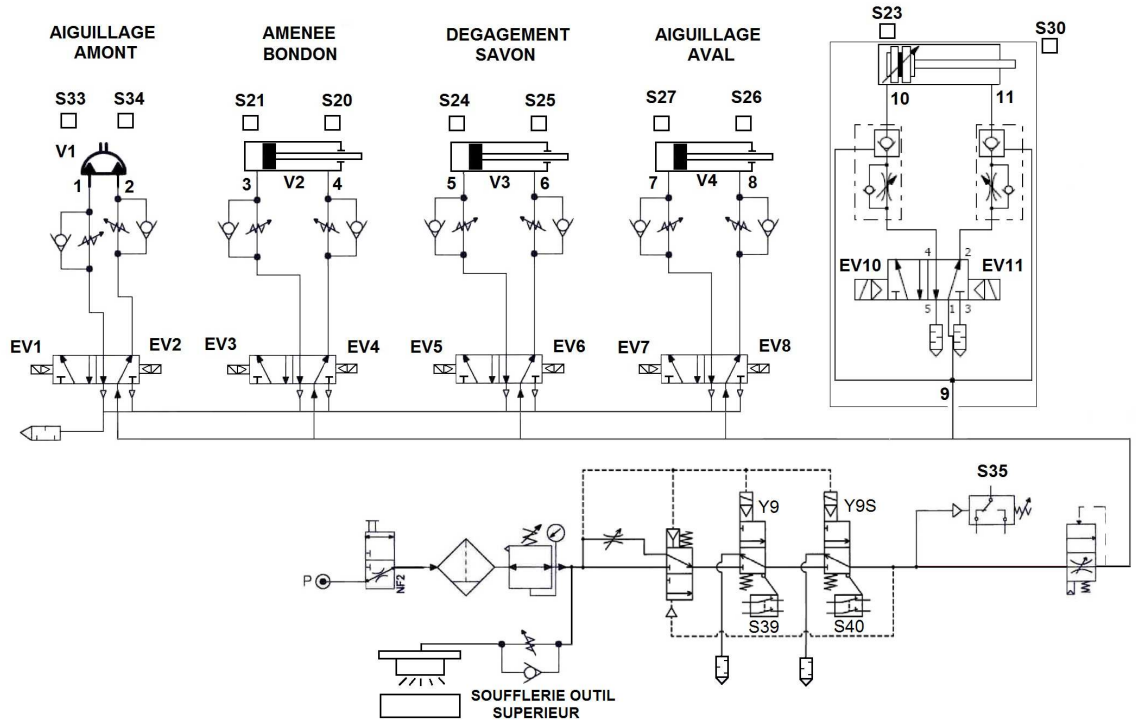 AIGUILLAGE
AMONT
AMENEE
BONDON
DEGAGEMENT
SAVON
AIGUILLAGE
AVAL
S23
S30
S33
S34
S21
S20
S24
S25
S27
S26
10
11
V1
1
2
3
V2
4
5
V3
6
7
V4
8
4
2
EV10
EV11
5
1
3
EV1
EV2
EV3
EV4
EV5
EV6
EV7
EV8
9
S35
Y9
Y9S
P
NF2
S39
S40
SOUFFLERIE OUTIL
SUPERIEUR